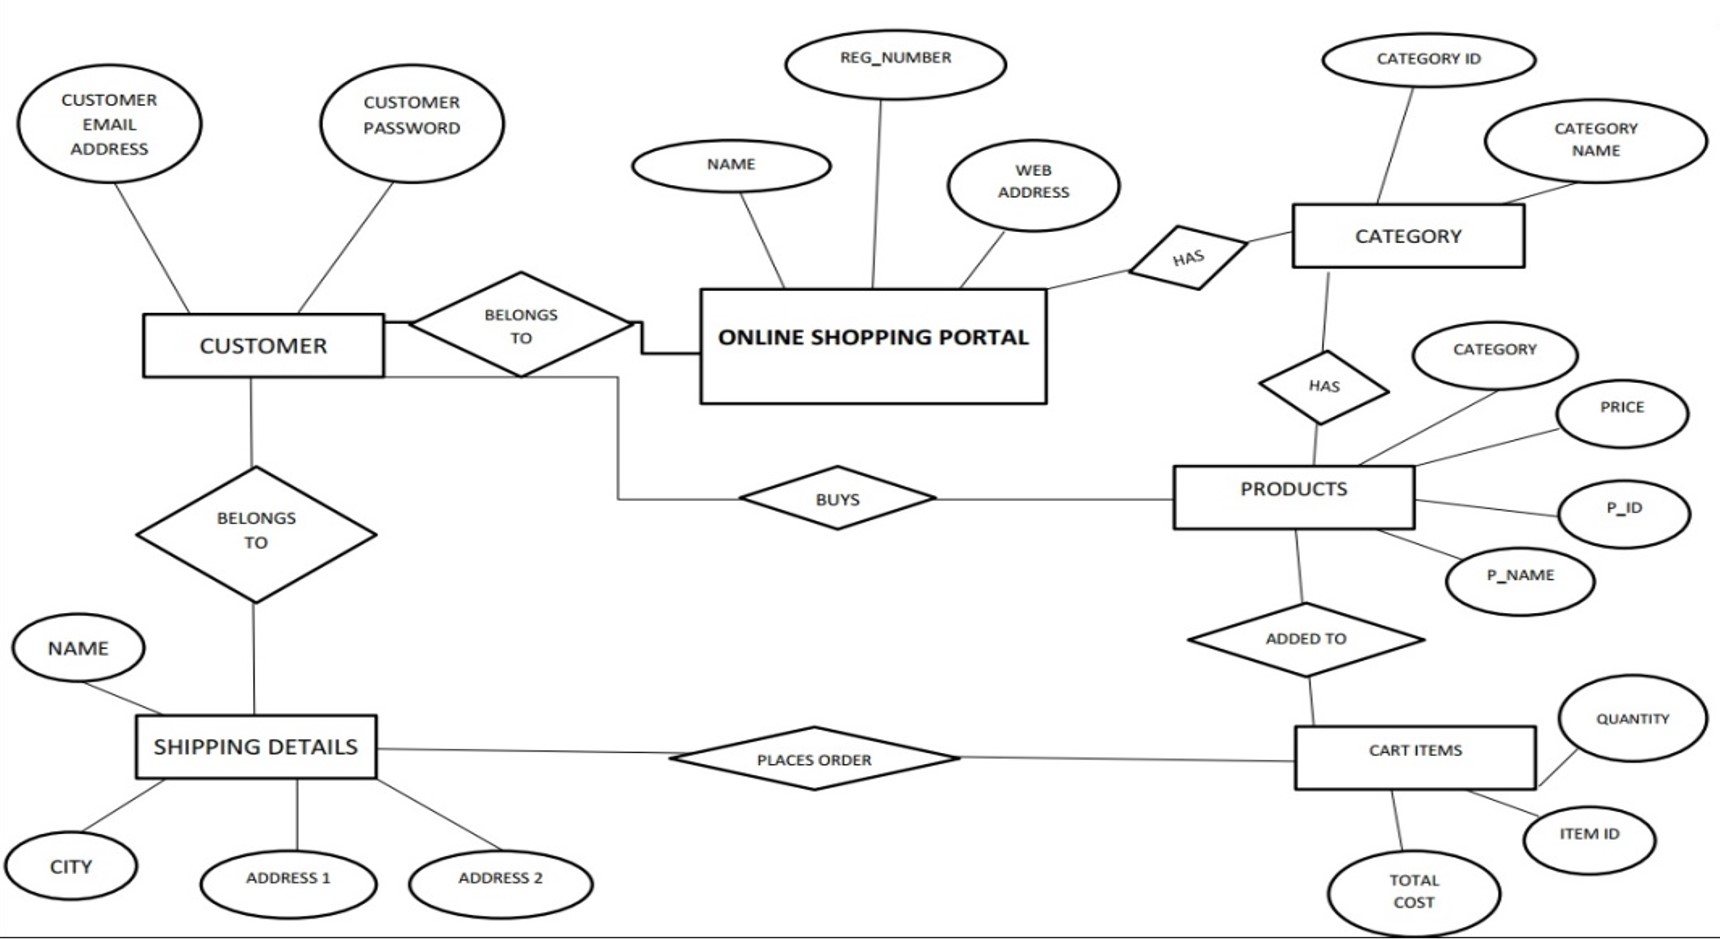 REG_NUMBER
CATEGORY ID
CUSTOMER
EMAIL
ADDRESS
CUSTOMER
PASSWORD
CATEGORY
NAME
NAME
WEB
ADDRESS
CATEGORY
HAS
BELONGS
TO
CUSTOMER
ONLINE SHOPPING PORTAL
CATEGORY
HAS
PRICE
PRODUCTS
BUYS
P_ID
BELONGS
TO
P_NAME
ADDED TO
NAME
QUANTITY
SHIPPING DETAILS
PLACES ORDER
CART ITEMS
ITEM ID
CITY
ADDRESS 1
ADDRESS 2
TOTAL
COST